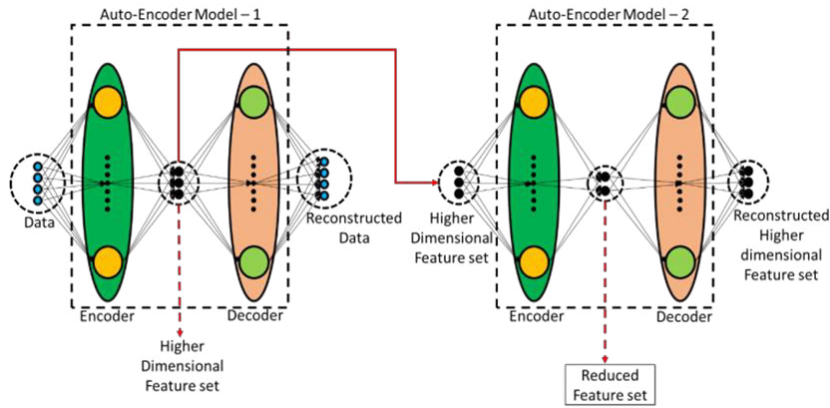 Auto-Encoder Model – 1
Auto-Encoder Model – 2
Data
Reconstructed
Data
Higher
Dimensional
Feature set
Reconstructed
Higher
dimensional
Feature set
Encoder
Decoder
Encoder
Decoder
Higher
Dimensional
Feature set
Reduced
Feature set